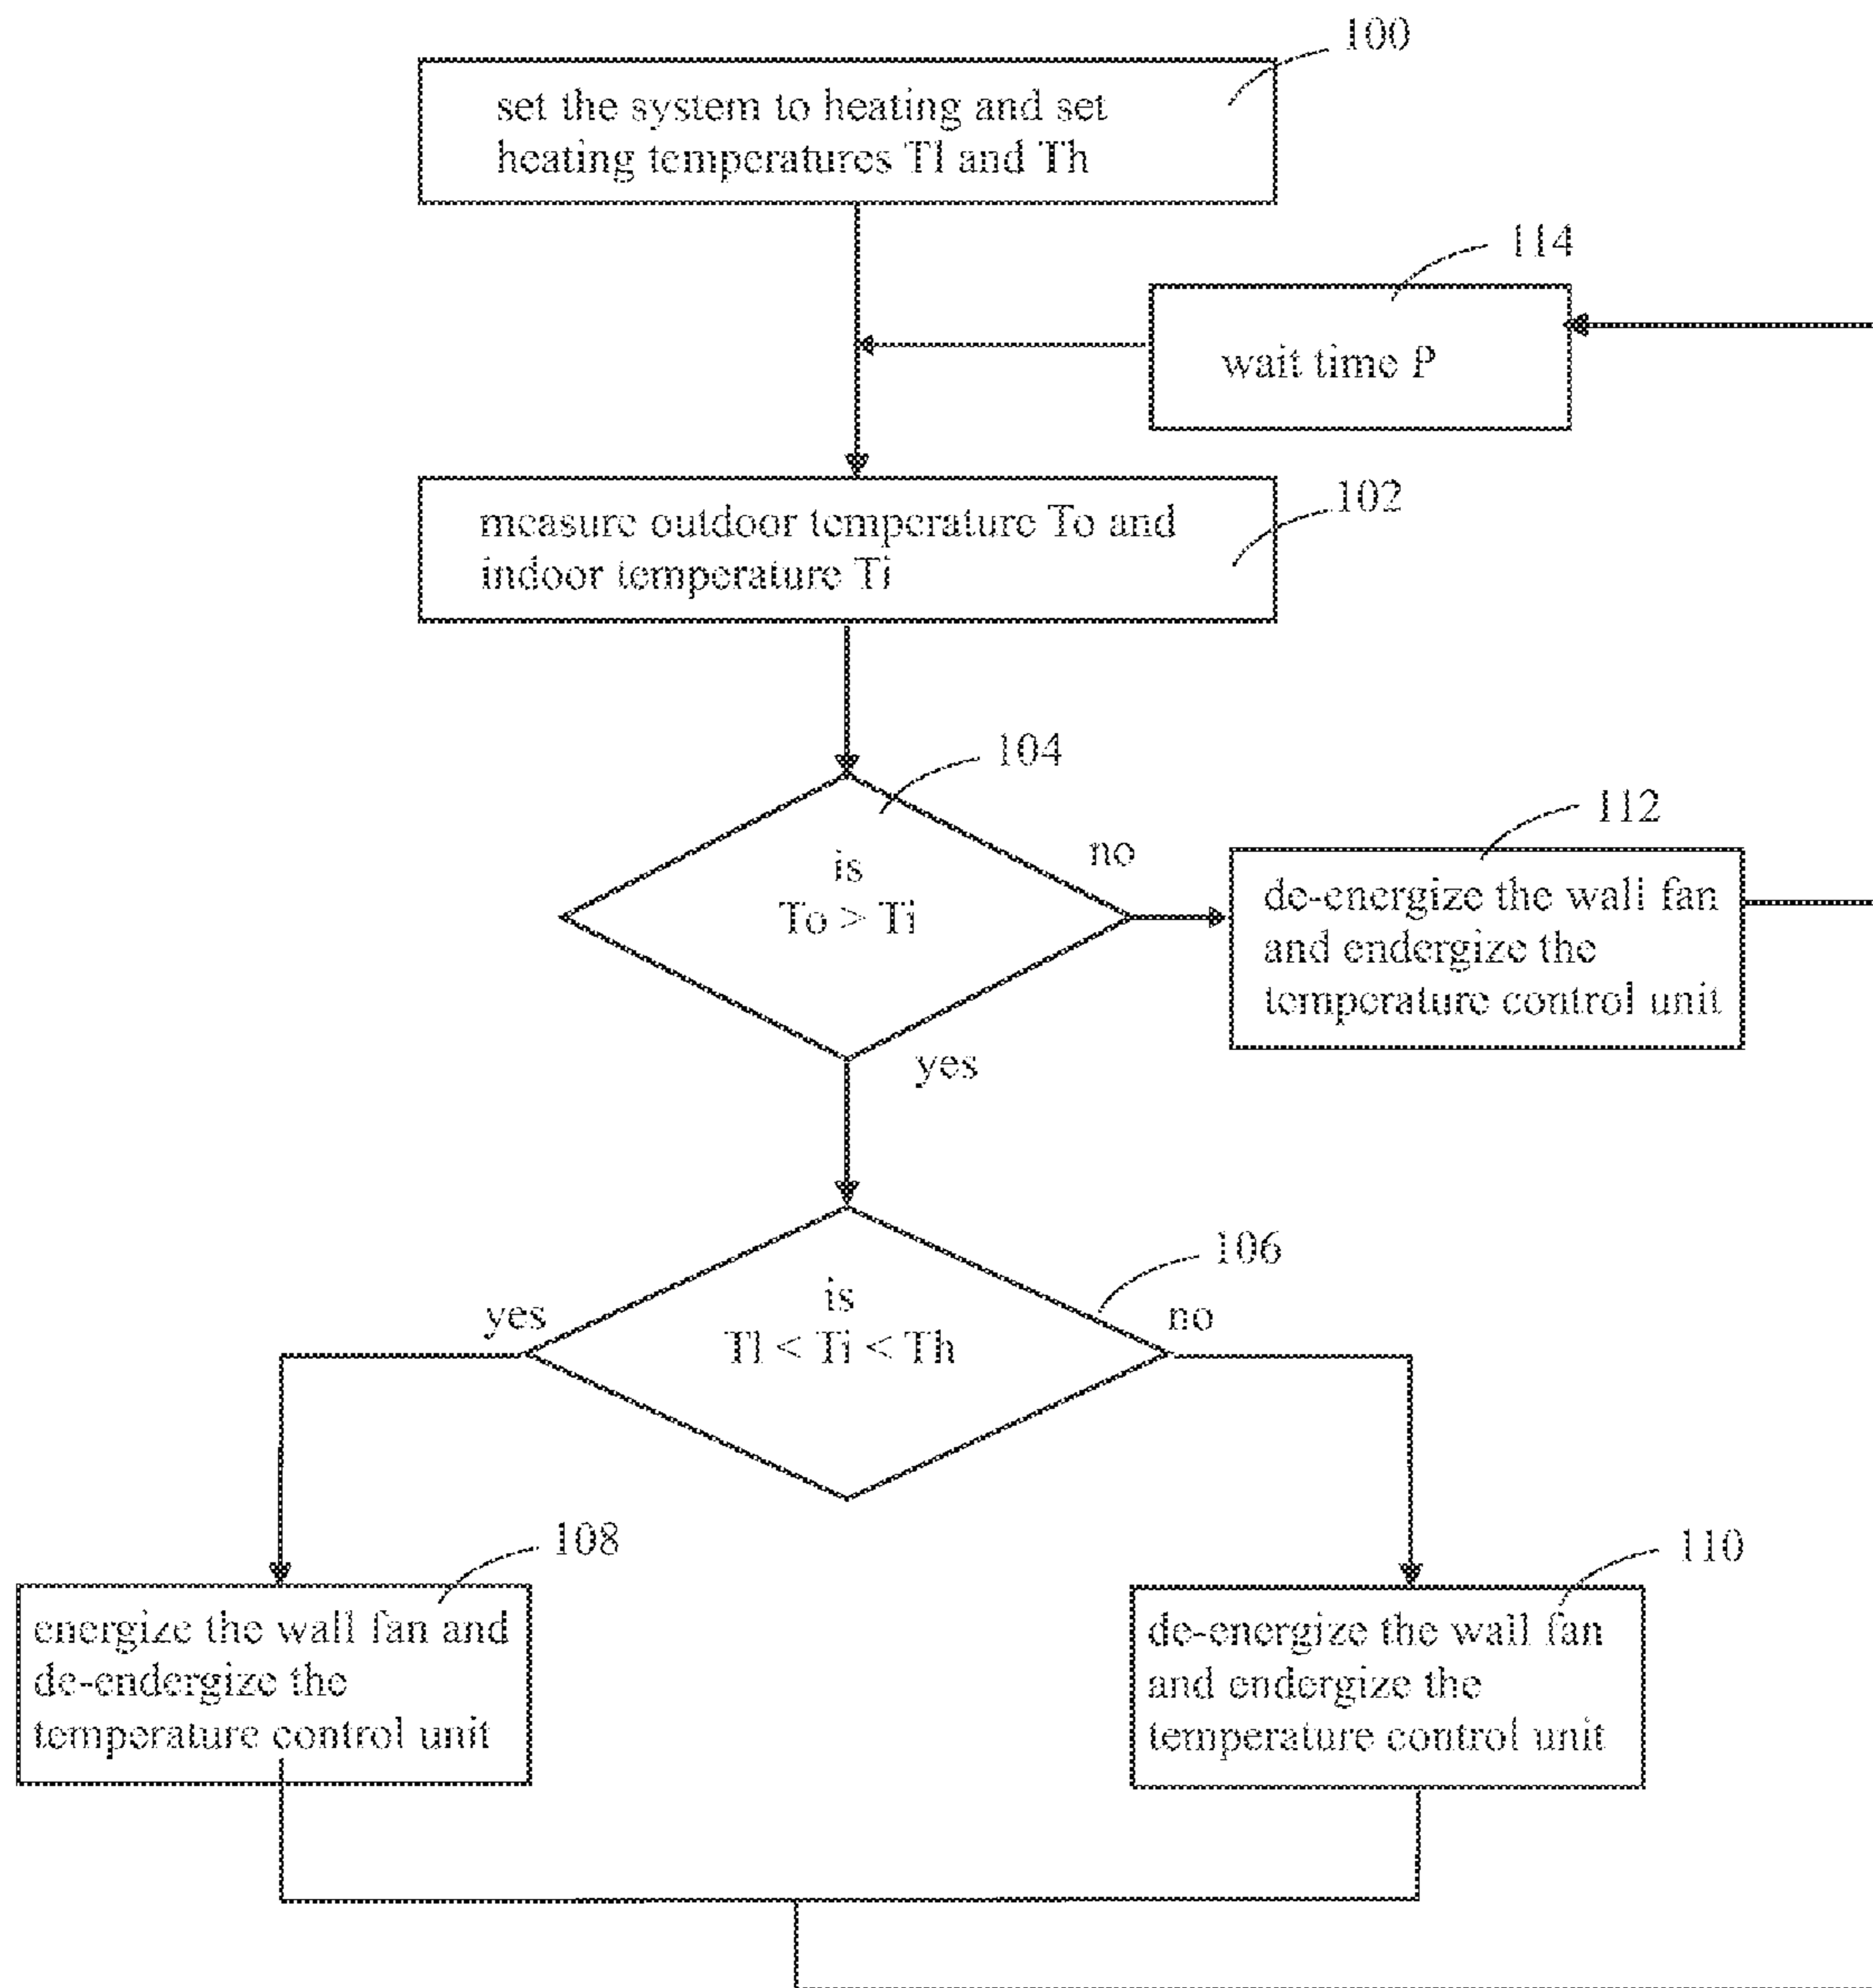 100
set the system to heating and set
heating temperatures Tl and Th
114
wait time P
102
measure outdoor temperature To and
indoor temperature Ti
104
is
To > Ti
no
112
de-energize the wall fan
and endergize the
temperature control unit
yes
106
is
Tl < Ti < Th
yes
no
108
energize the wall fan and
de-endergize the
temperature control unit
110
de-energize the wall fan
and endergize the
temperature control unit